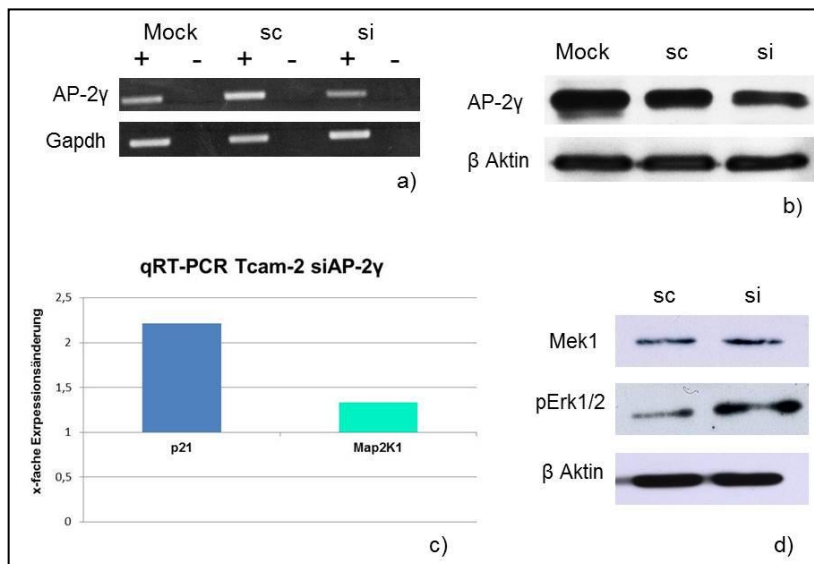 Mock sc si
+ - + - + -
AP-2γ
Gapdh
a)
Mock sc si
AP-2γ
β Aktin
b)
qRT-PCR Tcam-2 siAP-2γ
x-fache Exrpessionsänderung
2,5
2
1,5
1
0,5
0
p21 Map2K1
c)
sc si
Mek1
pErk1/2
β Aktin
d)